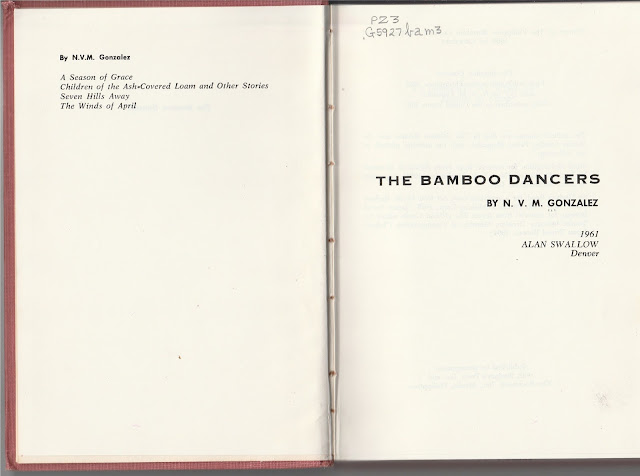 By N.V.M. Gonzalez
A Season of Grace
Children of the Ash-Covered Loam and Other Stories
Seven Hills Away
The Winds of April
PZ3
.G5927bam3
THE BAMBOO DANCERS
BY N. V. M. GONZALEZ
1961
ALAN SWALLOW
Denver